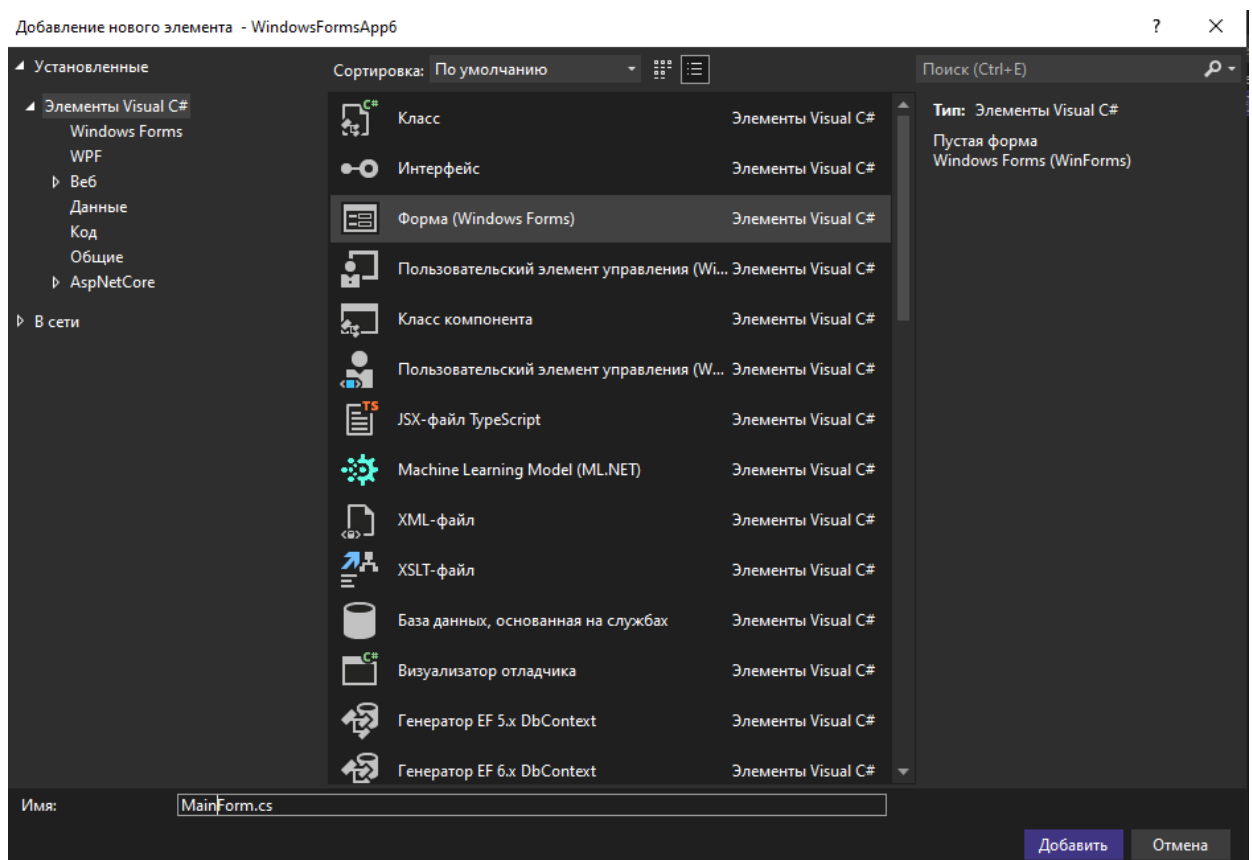 Добавление нового элемента - WindowsFormsApp6
?
Установленные
Элементы Visual C#
Windows Forms
WPF
Веб
Данные
Код
Общие
AspNetCore
В сети
Сортировка: По умолчанию
C# Класс Элементы Visual C#
Интерфейс Элементы Visual C#
Форма (Windows Forms) Элементы Visual C#
Пользовательский элемент управления (Wi... Элементы Visual C#
Класс компонента Элементы Visual C#
Пользовательский элемент управления (W... Элементы Visual C#
TS JSX-файл TypeScript Элементы Visual C#
Machine Learning Model (ML.NET) Элементы Visual C#
XML-файл Элементы Visual C#
XSLT-файл Элементы Visual C#
База данных, основанная на службах Элементы Visual C#
C# Визуализатор отладчика Элементы Visual C#
Генератор EF 5.x DbContext Элементы Visual C#
Генератор EF 6.x DbContext Элементы Visual C#
Поиск (Ctrl+E)
Тип: Элементы Visual C#
Пустая форма
Windows Forms (WinForms)
Имя: MainForm.cs
Добавить Отмена